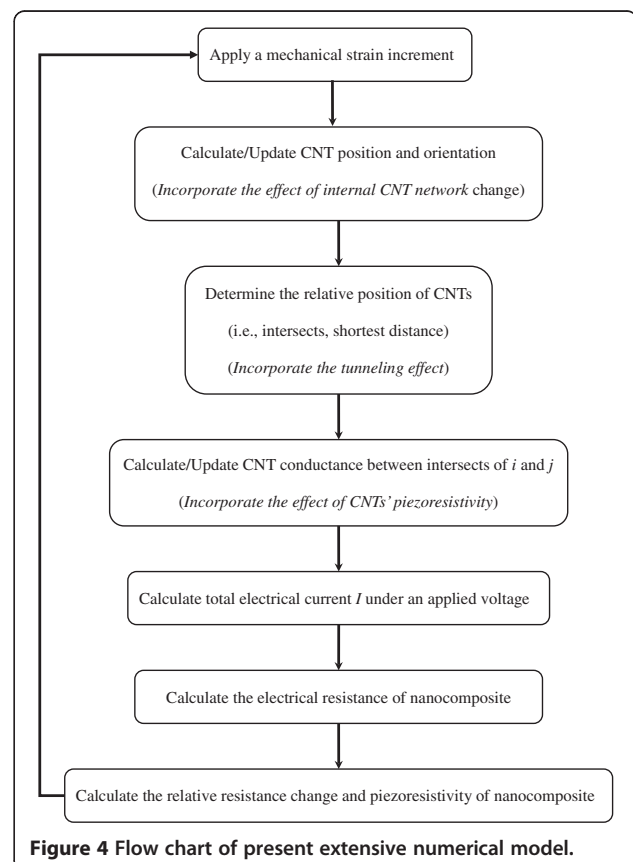 Apply a mechanical strain increment
Calculate/Update CNT position and orientation
(Incorporate the effect of internal CNT network change)
Determine the relative position of CNTs
(i.e., intersects, shortest distance)
(Incorporate the tunneling effect)
Calculate/Update CNT conductance between intersects of i and j
(Incorporate the effect of CNTs' piezoresistivity)
Calculate total electrical current I under an applied voltage
Calculate the electrical resistance of nanocomposite
Calculate the relative resistance change and piezoresistivity of nanocomposite
Figure 4 Flow chart of present extensive numerical model.